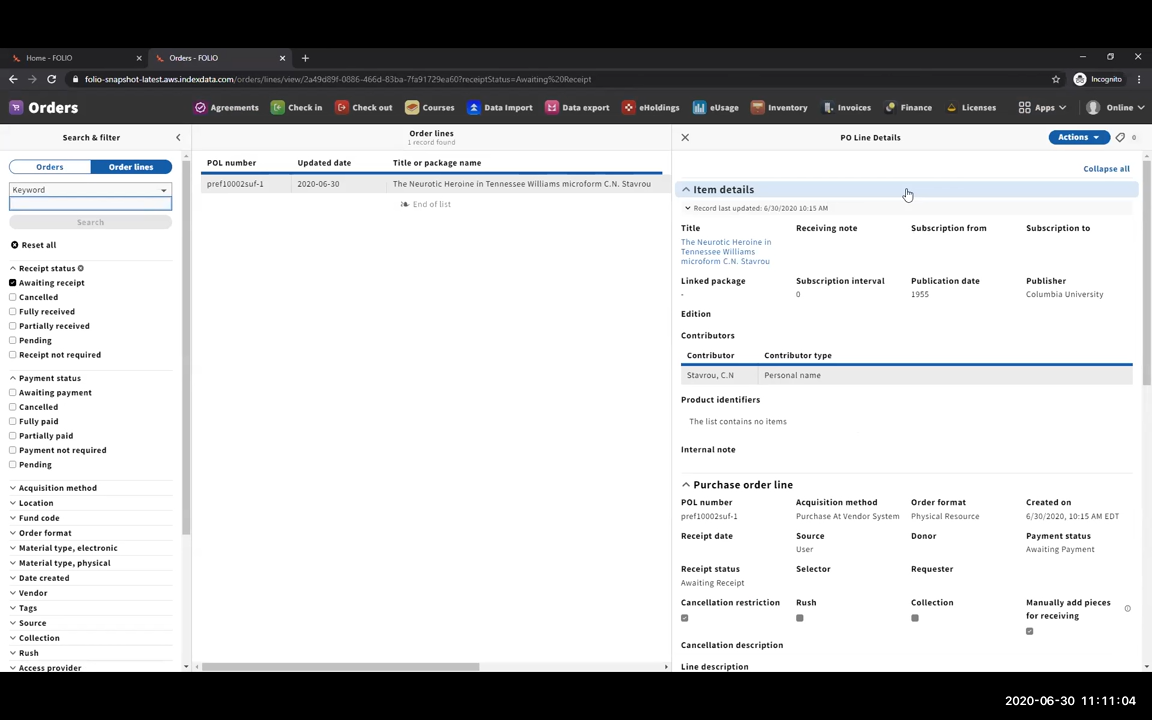 Home - FOLIO
Orders - FOLIO
folio-snapshot-latest.aws.indexdata.com/orders/lines/view/2a49d89f-0886-466d-83ba-7fa91729ea60?receiptStatus=Awaiting%20Receipt
Incognito
Orders
Agreements
Check in
Check out
Courses
Data Import
Data export
eHoldings
eUsage
Inventory
Invoices
Finance
Licenses
Apps
Online
Search & filter
Orders
Order lines
Keyword
Search
Reset all
Receipt status
Awaiting receipt
Cancelled
Fully received
Partially received
Pending
Receipt not required
Payment status
Awaiting payment
Cancelled
Fully paid
Partially paid
Payment not required
Pending
Acquisition method
Location
Fund code
Order format
Material type, electronic
Material type, physical
Date created
Vendor
Tags
Source
Collection
Rush
Access provider
Order lines
1 record found
POL number Updated date Title or package name
pref10002suf-1 2020-06-30 The Neurotic Heroine in Tennessee Williams microform C.N. Stavrou
End of list
PO Line Details
Actions
0
Collapse all
Item details
Record last updated: 6/30/2020 10:15 AM
Title Receiving note Subscription from Subscription to
The Neurotic Heroine in
Tennessee Williams
microform C.N. Stavrou
Linked package Subscription interval Publication date Publisher
- 0 1955 Columbia University
Edition
Contributors
Contributor Contributor type
Stavrou, C.N Personal name
Product identifiers
The list contains no items
Internal note
Purchase order line
POL number Acquisition method Order format Created on
pref10002suf-1 Purchase At Vendor System Physical Resource 6/30/2020, 10:15 AM EDT
Receipt date Source Donor Payment status
User Awaiting Payment
Receipt status Selector Requester
Awaiting Receipt
Cancellation restriction Rush Collection Manually add pieces
for receiving
Cancellation description
Line description
2020-06-30 11:11:04